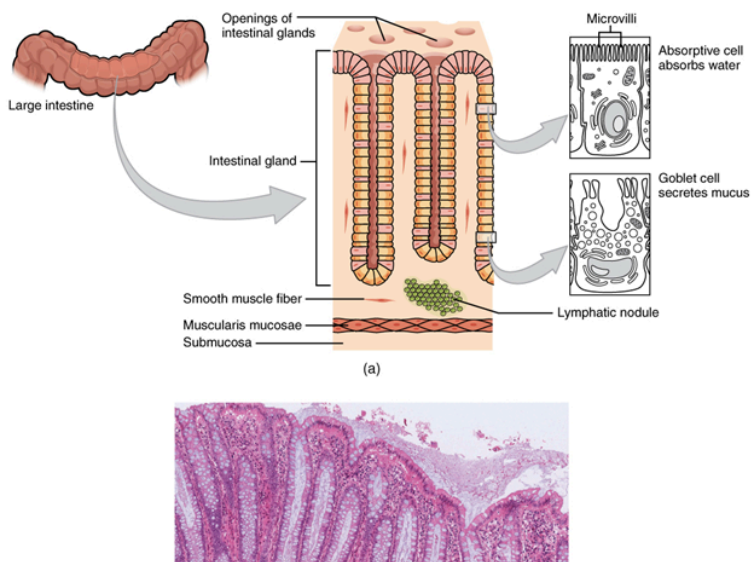 Openings of
intestinal glands
Microvilli
Absorptive cell
absorbs water
Large intestine
Intestinal gland
Goblet cell
secretes mucus
Smooth muscle fiber
Lymphatic nodule
Muscularis mucosae
Submucosa
(a)